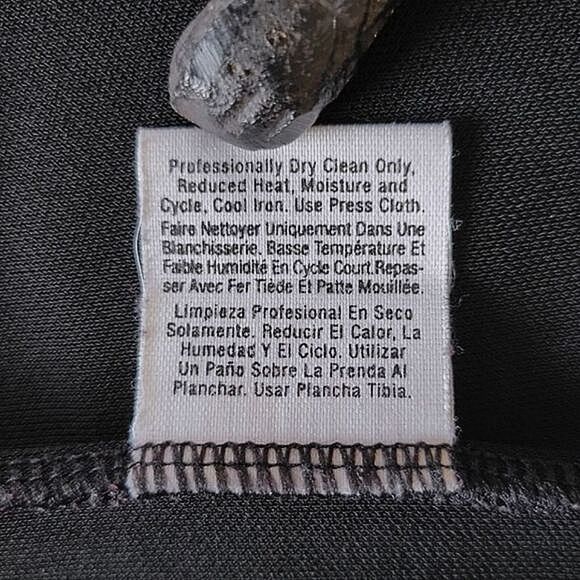 Professionally Dry Clean Only,
Reduced Heat, Moisture and
Cycle, Cool Iron. Use Press Cloth.
Faire Nettoyer Uniquement Dans Une
Blanchisserie. Basse Température Et
Faible Humidité En Cycle Court.Repas-
ser Avec Fer Tiède Et Patte Mouillée.
Limpieza Profesional En Seco
Solamente. Reducir El Calor, La
Humedad Y El Ciclo. Utilizar
Un Paño Sobre La Prenda Al
Planchar. Usar Plancha Tibia.